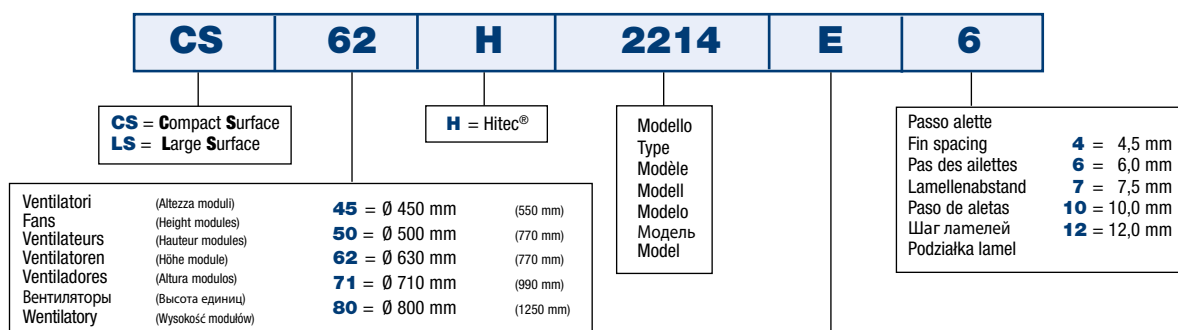 CS 62 H 2214 E 6
CS = Compact Surface
LS = Large Surface
H = Hitec®
Modello
Type
Modèle
Modell
Modelo
Модель
Model
Passo alette
Fin spacing 4 = 4,5 mm
Pas des ailettes 6 = 6,0 mm
Lamellenabstand 7 = 7,5 mm
Paso de aletas 10 = 10,0 mm
Шаг ламелей 12 = 12,0 mm
Podziałka lamel
Ventilatori (Altezza moduli) 45 = Ø 450 mm (550 mm)
Fans (Height modules)
Ventilateurs (Hauteur modules) 50 = Ø 500 mm (770 mm)
Ventilatoren (Höhe module) 62 = Ø 630 mm (770 mm)
Ventiladores (Altura modulos) 71 = Ø 710 mm (990 mm)
Вентиляторы (Высота единиц)
Wentilatory (Wysokość modułów) 80 = Ø 800 mm (1250 mm)